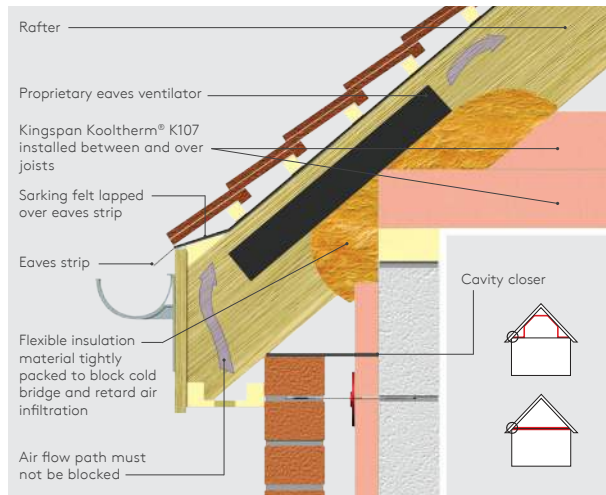 Rafter
Proprietary eaves ventilator
Kingspan Kooltherm® K107
installed between and over
joists
Sarking felt lapped
over eaves strip
Eaves strip
Cavity closer
Flexible insulation
material tightly
packed to block cold
bridge and retard air
infiltration
Air flow path must
not be blocked